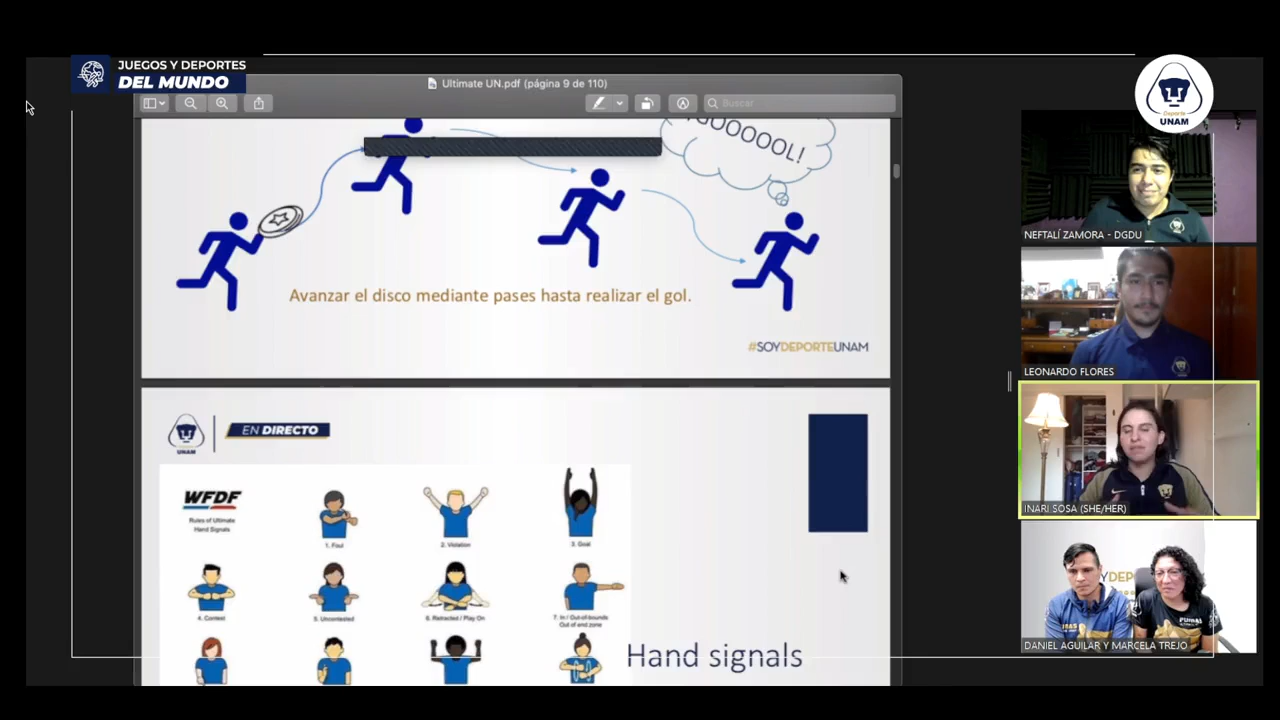 JUEGOS Y DEPORTES
DEL MUNDO
Ultimate UN.pdf (página 9 de 110)
Buscar
Deporte
UNAM
Avanzar el disco mediante pases hasta realizar el gol.
#SOYDEPORTEUNAM
UNAM
EN DIRECTO
WFDF
Rules of Ultimate
Hand Signals
1. Foul
2. Violation
3. Goal
4. Contest
5. Uncontested
6. Retracted / Play On
7. In / Out-of-bounds
Out of end zone
Hand signals
NEFTALÍ ZAMORA - DGDU
LEONARDO FLORES
INARI SOSA (SHE/HER)
DANIEL AGUILAR Y MARCELA TREJO